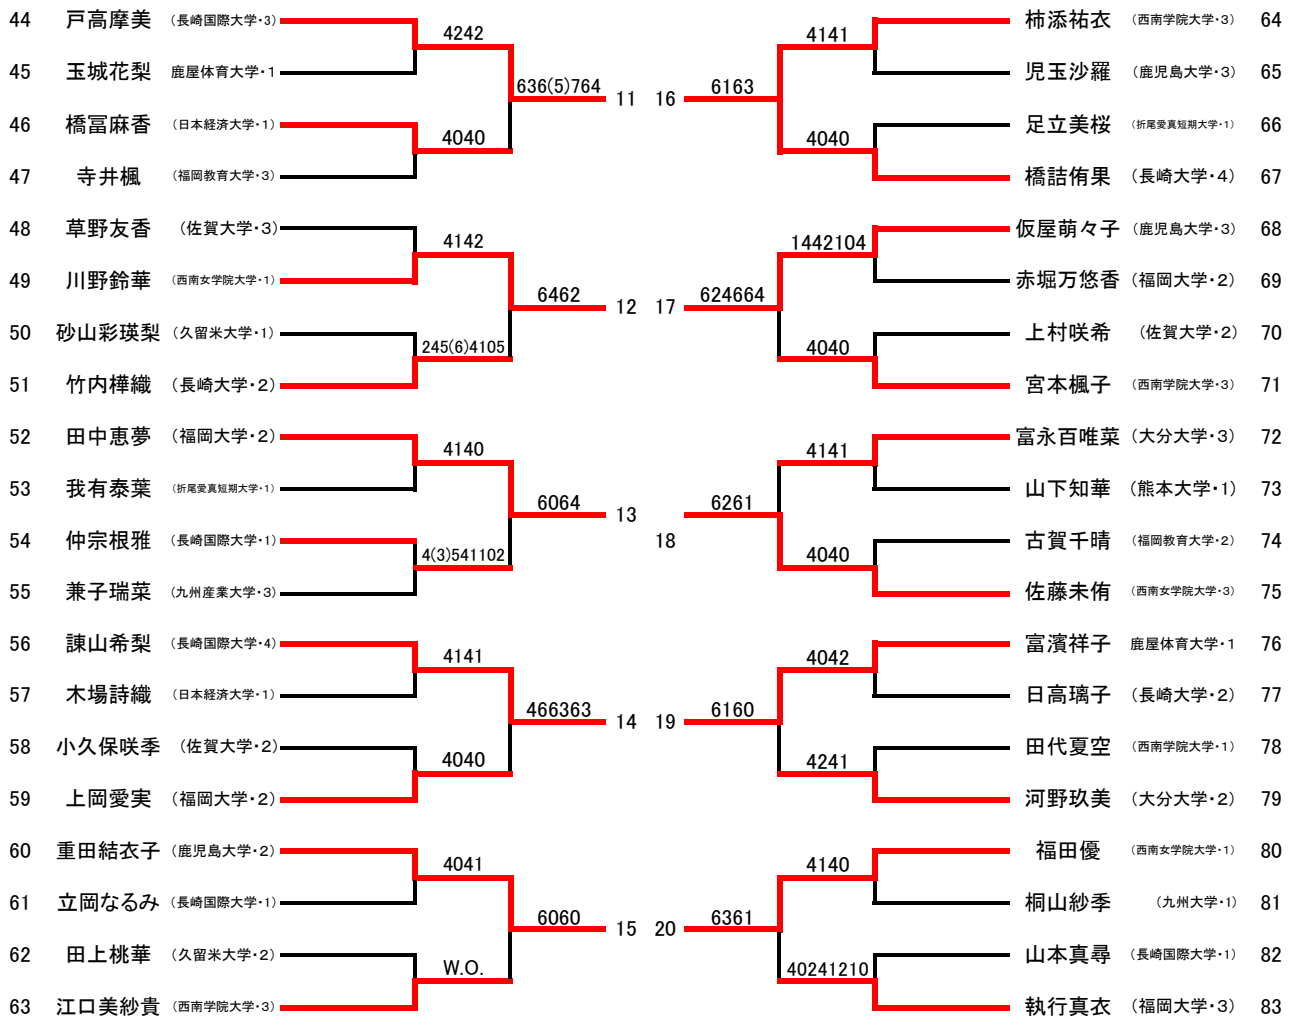 44 戸高摩美 (長崎国際大学・3)
4242
45 玉城花梨 鹿屋体育大学・1
636(5)764 11
46 橋冨麻香 (日本経済大学・1)
4040
47 寺井楓 (福岡教育大学・3)
48 草野友香 (佐賀大学・3)
4142
49 川野鈴華 (西南女学院大学・1)
6462 12
50 砂山彩瑛梨 (久留米大学・1)
245(6)4105
51 竹内樺織 (長崎大学・2)
52 田中恵夢 (福岡大学・2)
4140
53 我有泰葉 (折尾愛真短期大学・1)
6064 13
54 仲宗根雅 (長崎国際大学・1)
4(3)541102
55 兼子瑞菜 (九州産業大学・3)
56 諌山希梨 (長崎国際大学・4)
4141
57 木場詩織 (日本経済大学・1)
466363 14
58 小久保咲季 (佐賀大学・2)
4040
59 上岡愛実 (福岡大学・2)
60 重田結衣子 (鹿児島大学・2)
4041
61 立岡なるみ (長崎国際大学・1)
6060 15
62 田上桃華 (久留米大学・2)
W.O.
63 江口美紗貴 (西南学院大学・3)
柿添祐衣 (西南学院大学・3) 64
4141
児玉沙羅 (鹿児島大学・3) 65
16 6163
足立美桜 (折尾愛真短期大学・1) 66
4040
橋詰侑果 (長崎大学・4) 67
仮屋萌々子 (鹿児島大学・3) 68
1442104
赤堀万悠香 (福岡大学・2) 69
17 624664
上村咲希 (佐賀大学・2) 70
4040
宮本楓子 (西南学院大学・3) 71
富永百唯菜 (大分大学・3) 72
4141
山下知華 (熊本大学・1) 73
18 6261
古賀千晴 (福岡教育大学・2) 74
4040
佐藤未侑 (西南女学院大学・3) 75
富濱祥子 鹿屋体育大学・1 76
4042
日高璃子 (長崎大学・2) 77
19 6160
田代夏空 (西南学院大学・1) 78
4241
河野玖美 (大分大学・2) 79
福田優 (西南女学院大学・1) 80
4140
桐山紗季 (九州大学・1) 81
20 6361
山本真尋 (長崎国際大学・1) 82
40241210
執行真衣 (福岡大学・3) 83